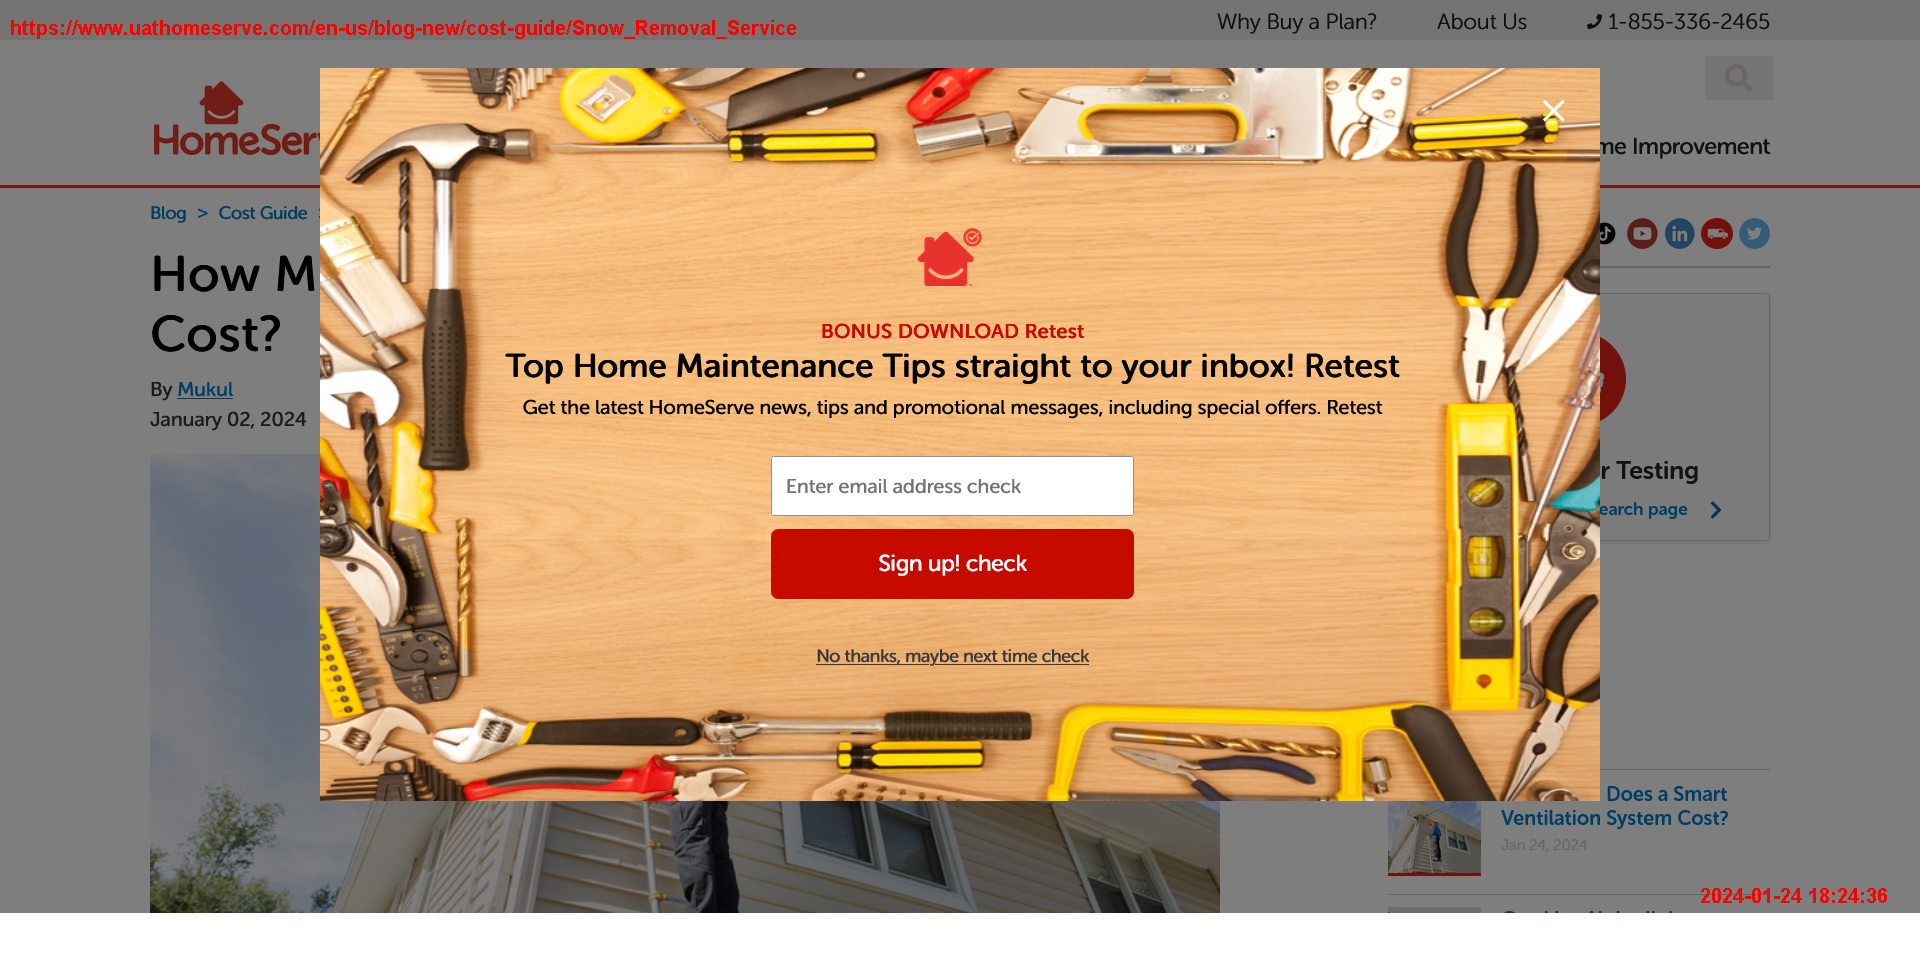 https://www.uathomeserve.com/en-us/blog-new/cost-guide/Snow_Removal_Service
Why Buy a Plan?
About Us
1-855-336-2465
HomeServ
me Improvement
Blog > Cost Guide >
How M
Cost?
By Mukul
January 02, 2024
BONUS DOWNLOAD Retest
Top Home Maintenance Tips straight to your inbox! Retest
Get the latest HomeServe news, tips and promotional messages, including special offers. Retest
Enter email address check
Sign up! check
No thanks, maybe next time check
r Testing
earch page
Does a Smart
Ventilation System Cost?
Jan 24, 2024
2024-01-24 18:24:36